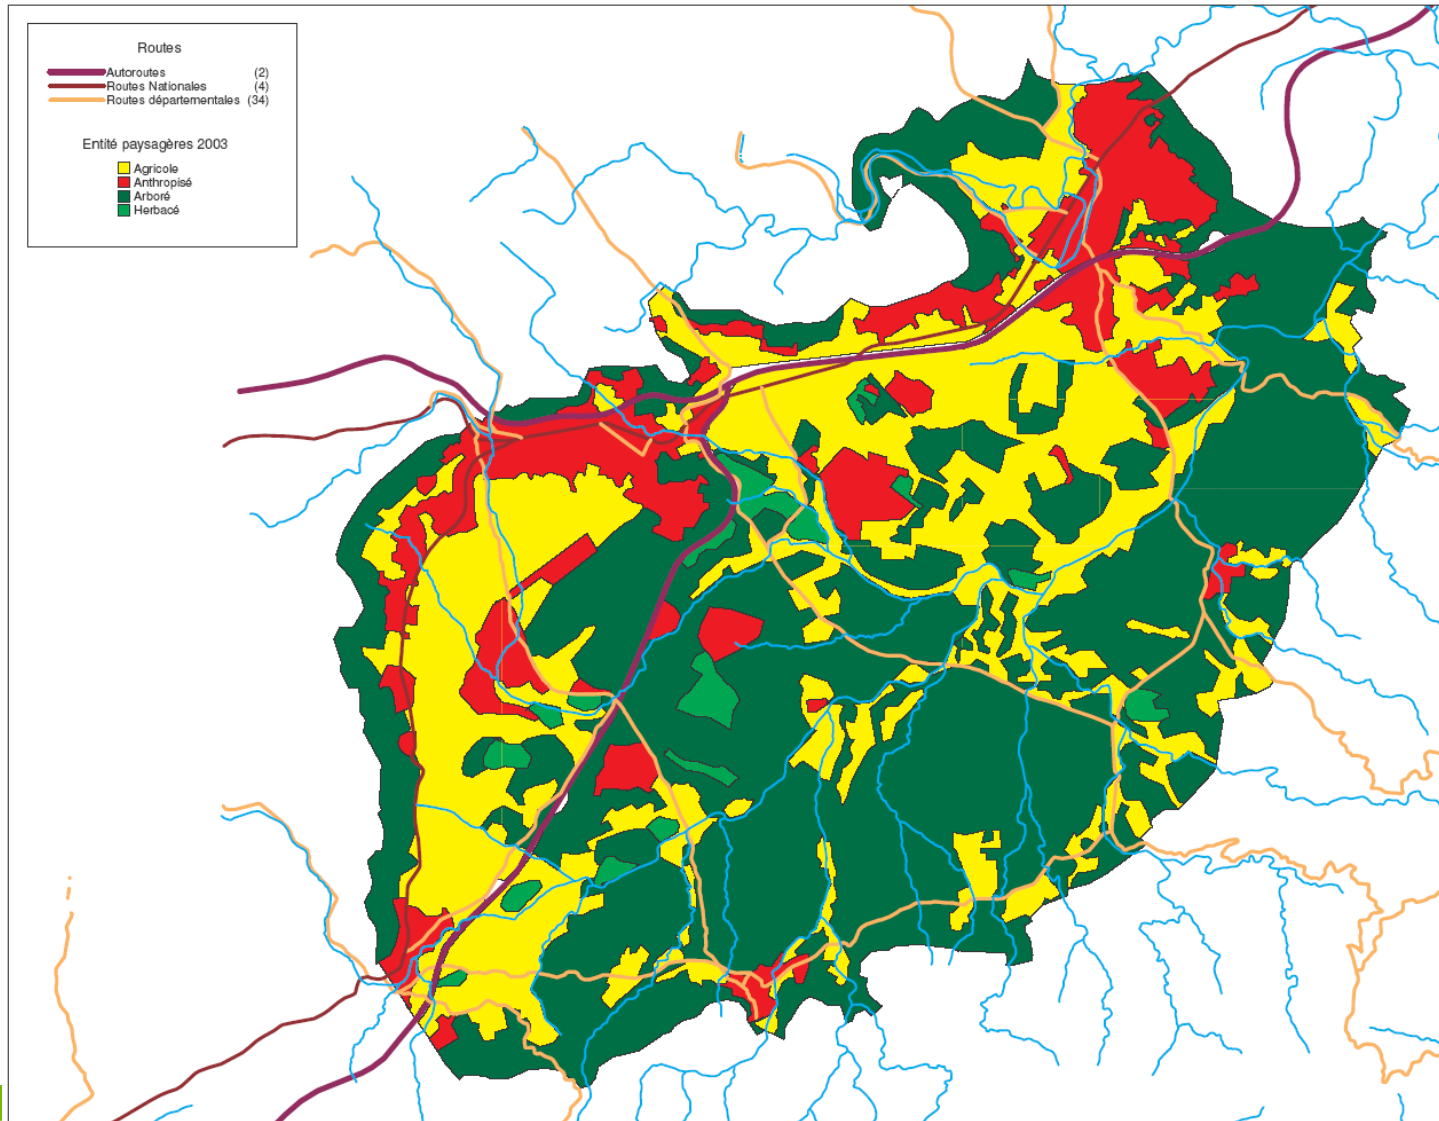 Routes
Autoroutes (2)
Routes Nationales (4)
Routes départementales (34)
Entité paysagères 2003
Agricole
Anthropisé
Arboré
Herbacé